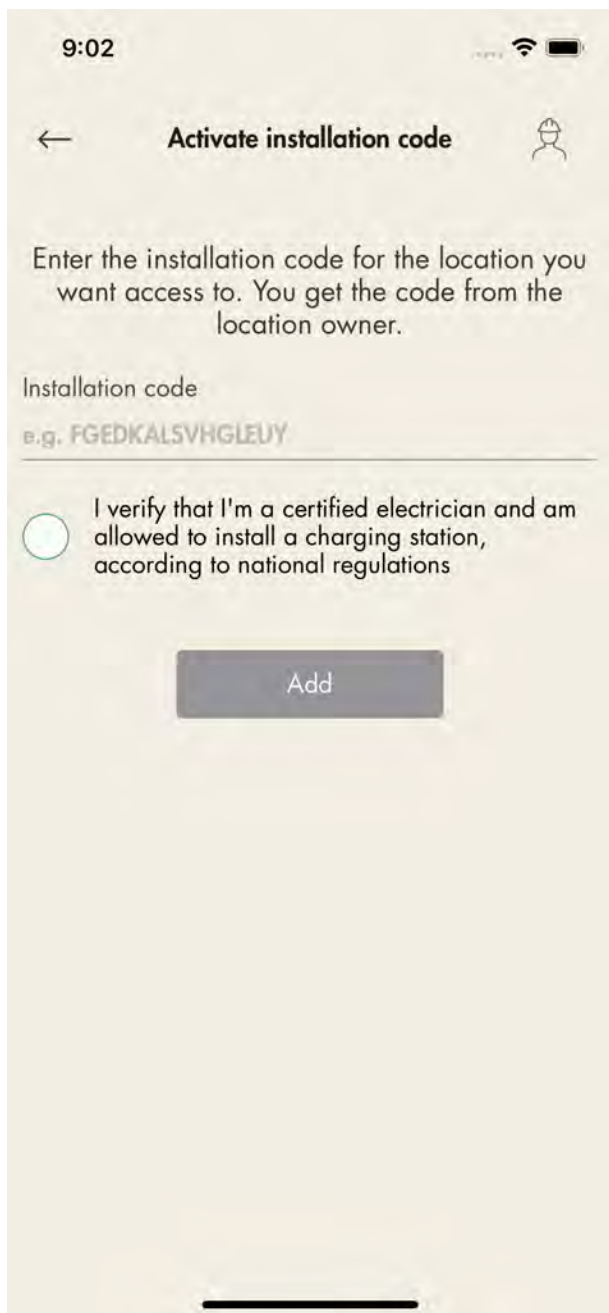 9:02
Activate installation code
Enter the installation code for the location you
want access to. You get the code from the
location owner.
Installation code
e.g. FGEDKALSVHGLEUY
I verify that I'm a certified electrician and am
allowed to install a charging station,
according to national regulations
Add